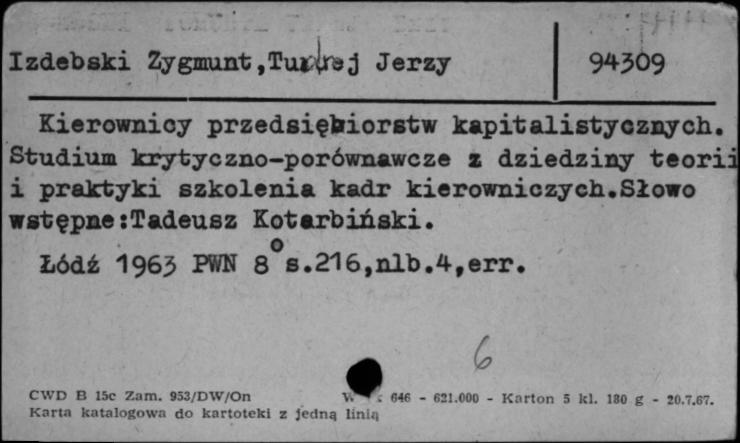 Izdebski Zygmunt, Jerzy 94309
Kierownicy przedsiębiorstw kapitalistycznych.
Studium krytyczno-porównawcze z dziedziny teorii
i praktyki szkolenia kadr kierowniczych.Słowo
wstępne:Tadeusz Kotarbiński.
Łódź 1963 PWN 8° s.216,nlb.4,err.
6
CWD B 15c Zam. 953/DW/On 646 - 621.000 - Karton 5 kl. 180 g - 20.7.67.
Karta katalogowa do kartoteki z jedną linią